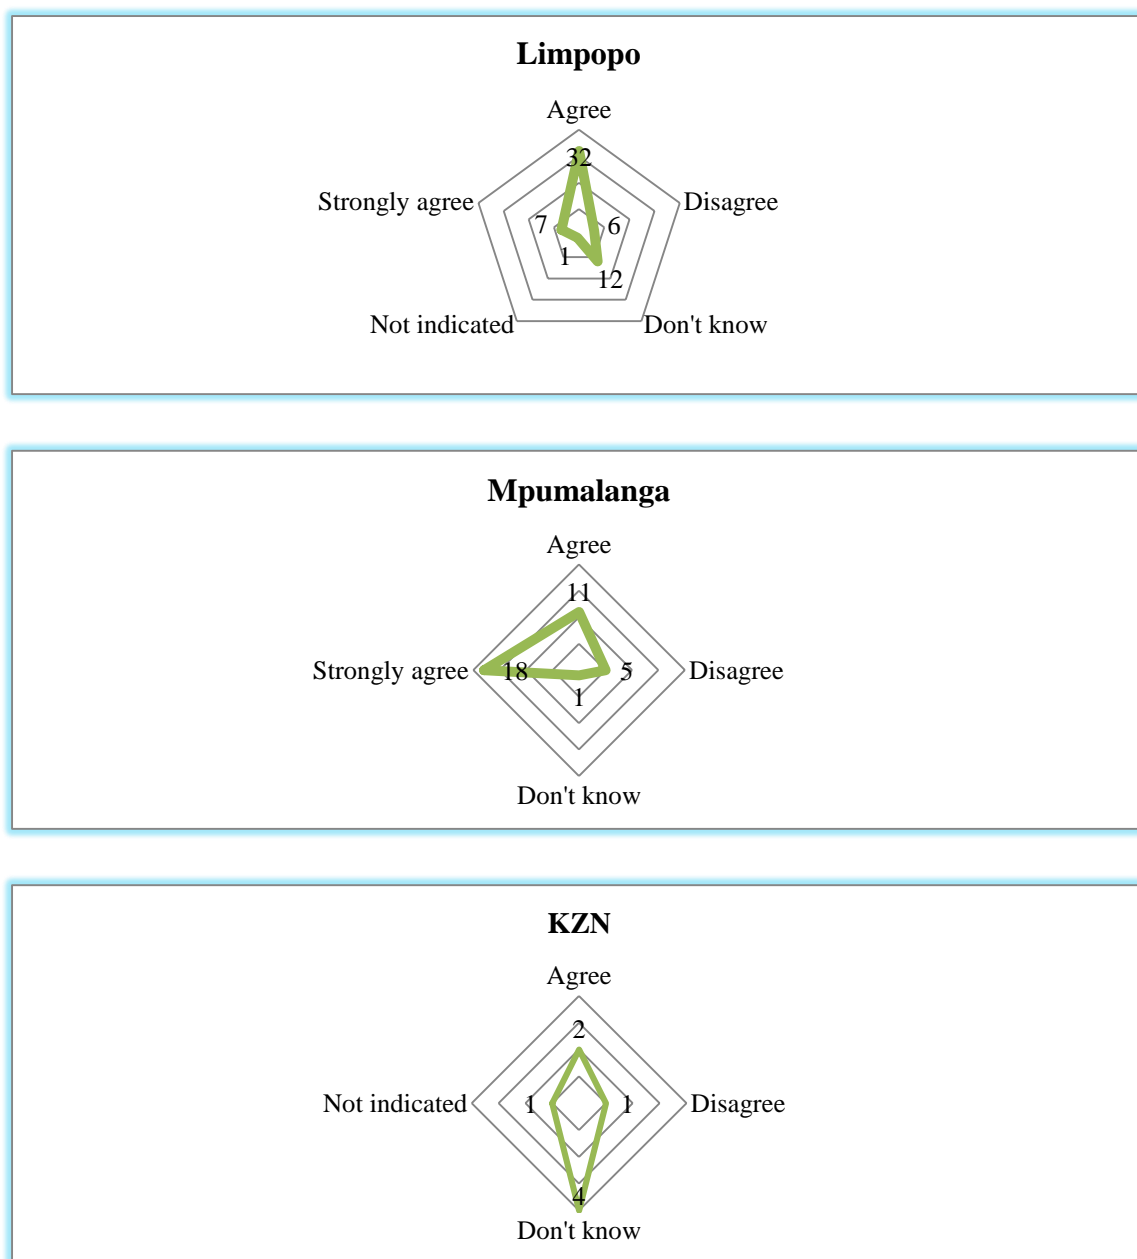 Limpopo
Agree
32
Strongly agree
7
6
Disagree
1
12
Not indicated
Don't know
Mpumalanga
Agree
11
Strongly agree
18
5
Disagree
1
Don't know
KZN
Agree
2
Not indicated
1
1
Disagree
4
Don't know